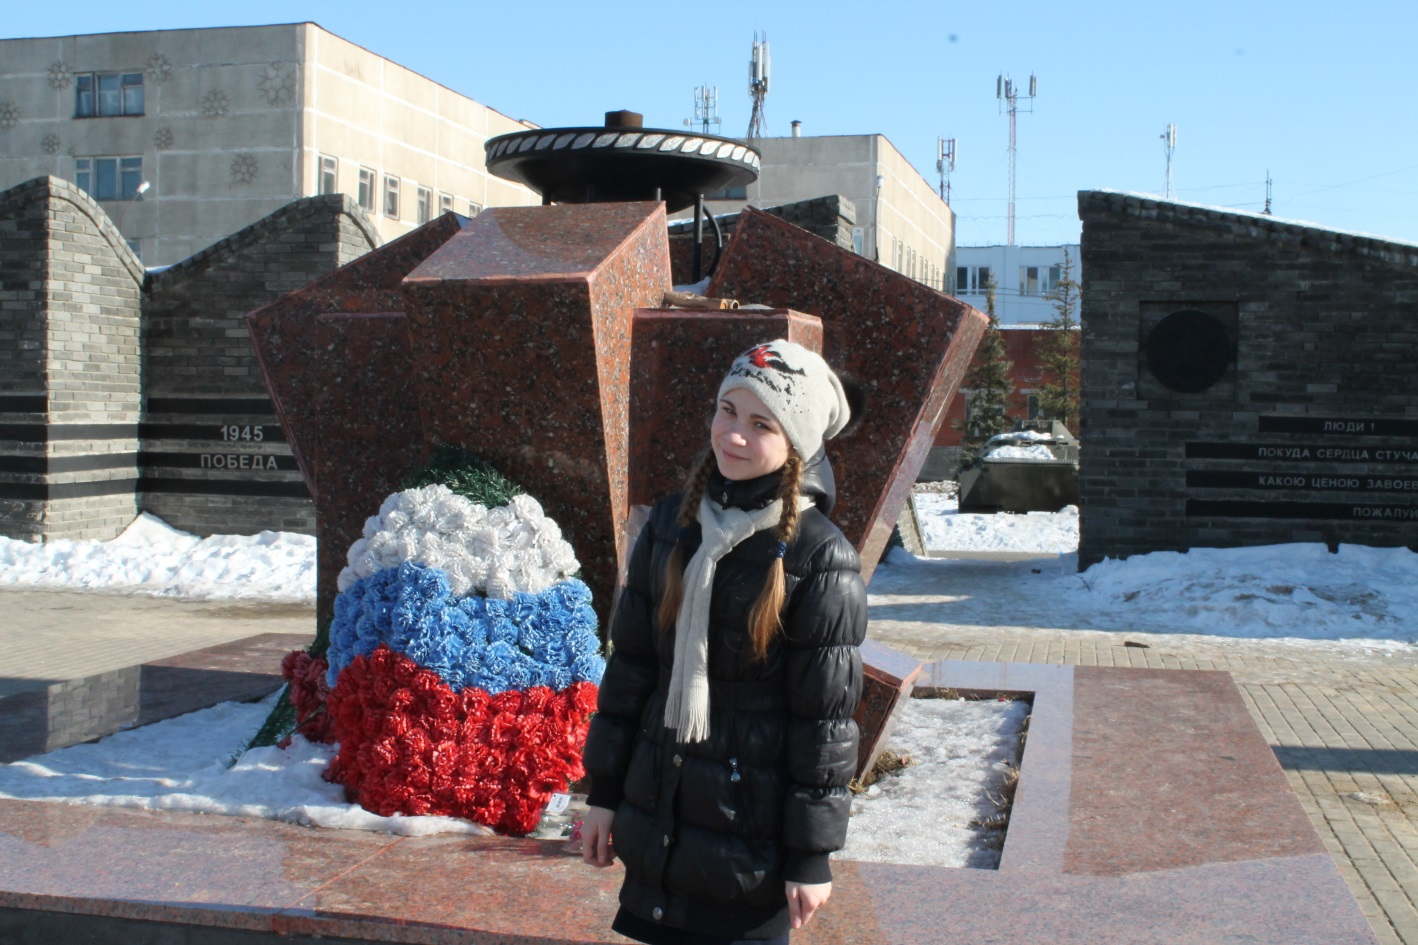 1945
ПОБЕДА
ЛЮДИ !
ПОКУДА СЕРДЦА СТУЧА
КАКОЮ ЦЕНОЮ ЗАВОЕВ
ПОЖАЛУЙ